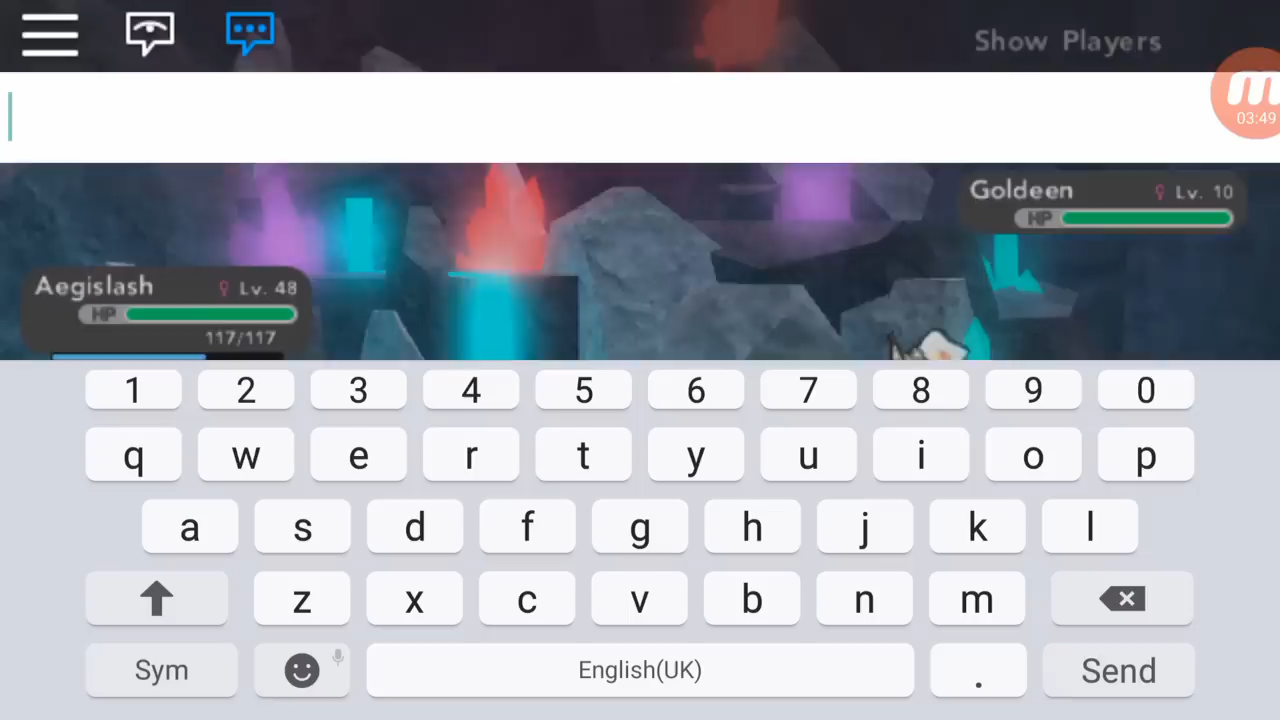 Show Players
03:49
Goldeen ♀ Lv. 10
HP
Aegislash ♀ Lv. 48
HP
117/117
1 2 3 4 5 6 7 8 9 0
q w e r t y u i o p
a s d f g h j k l
z x c v b n m
Sym English(UK) . Send